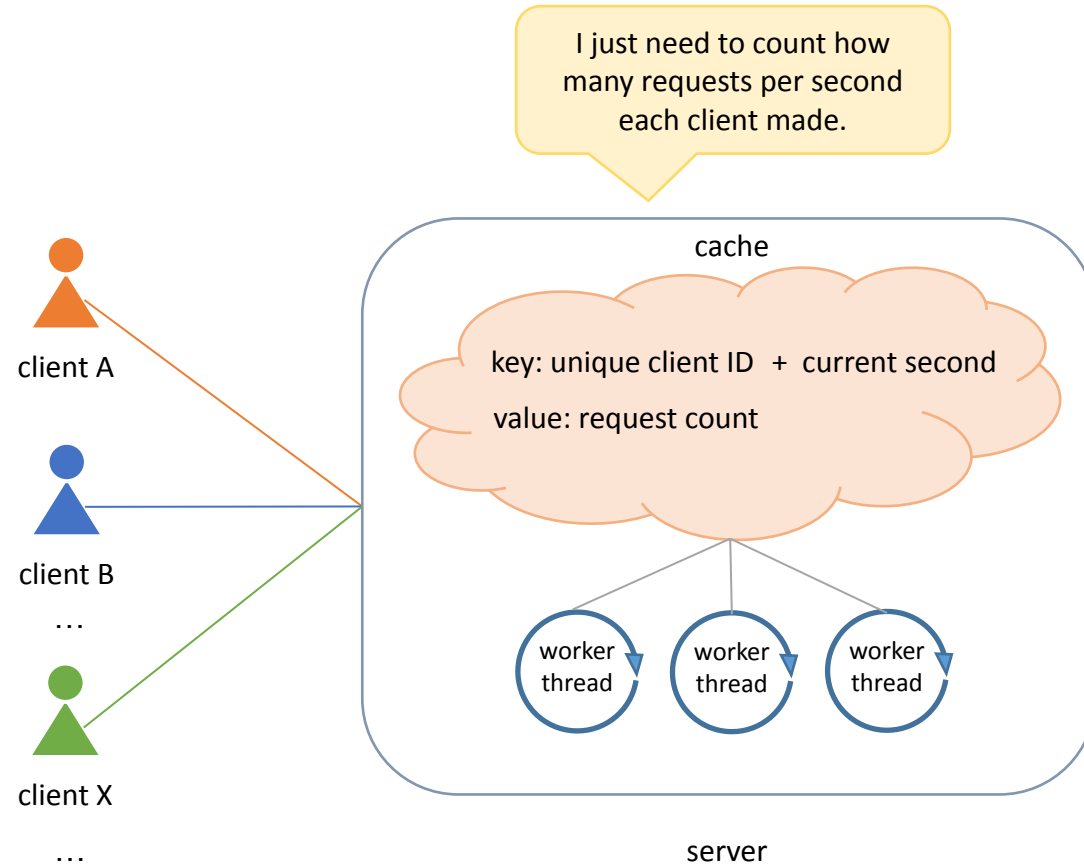 I just need to count how
many requests per second
each client made.
cache
key: unique client ID + current second
value: request count
client A
client B
...
client X
...
worker
thread
worker
thread
worker
thread
server